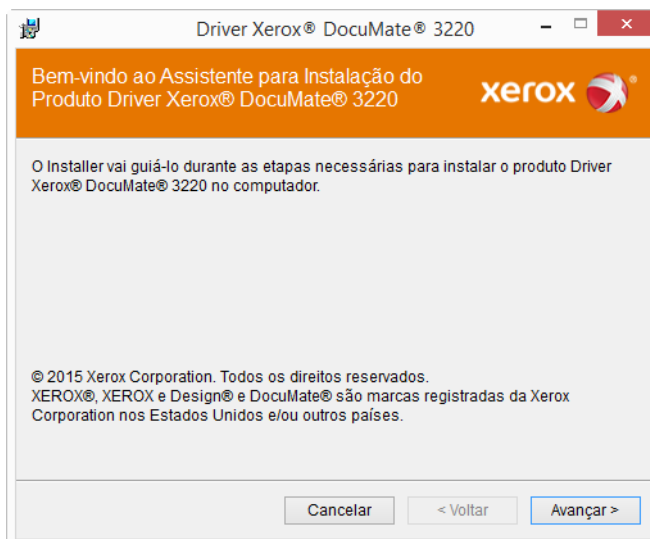 Driver Xerox® DocuMate® 3220
Bem-vindo ao Assistente para Instalação do
Produto Driver Xerox® DocuMate® 3220
xerox
O Installer vai guiá-lo durante as etapas necessárias para instalar o produto Driver
Xerox® DocuMate® 3220 no computador.
© 2015 Xerox Corporation. Todos os direitos reservados.
XEROX®, XEROX e Design® e DocuMate® são marcas registradas da Xerox
Corporation nos Estados Unidos e/ou outros países.
Cancelar
< Voltar
Avançar >